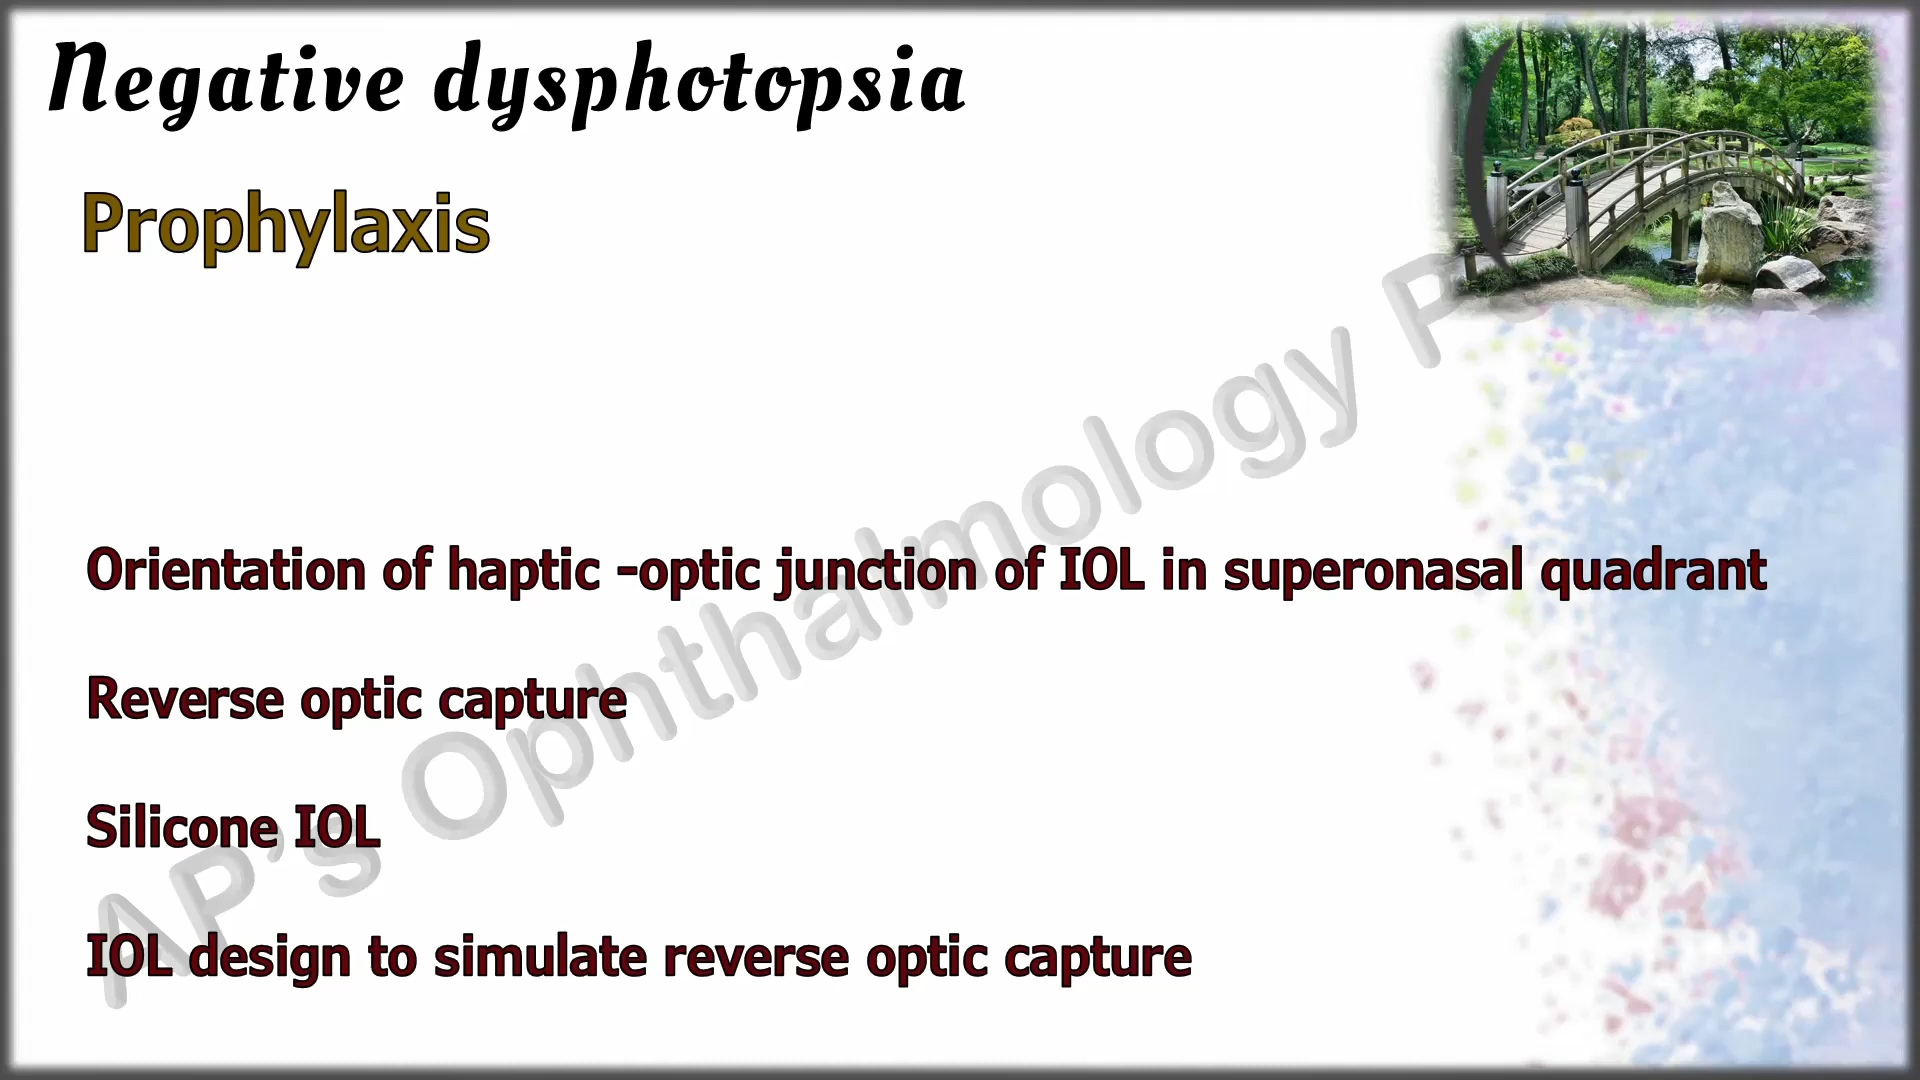 Negative dysphotopsia
Prophylaxis
Orientation of haptic -optic junction of IOL in superonasal quadrant
Reverse optic capture
Silicone IOL
IOL design to simulate reverse optic capture
AP's Ophthalmology